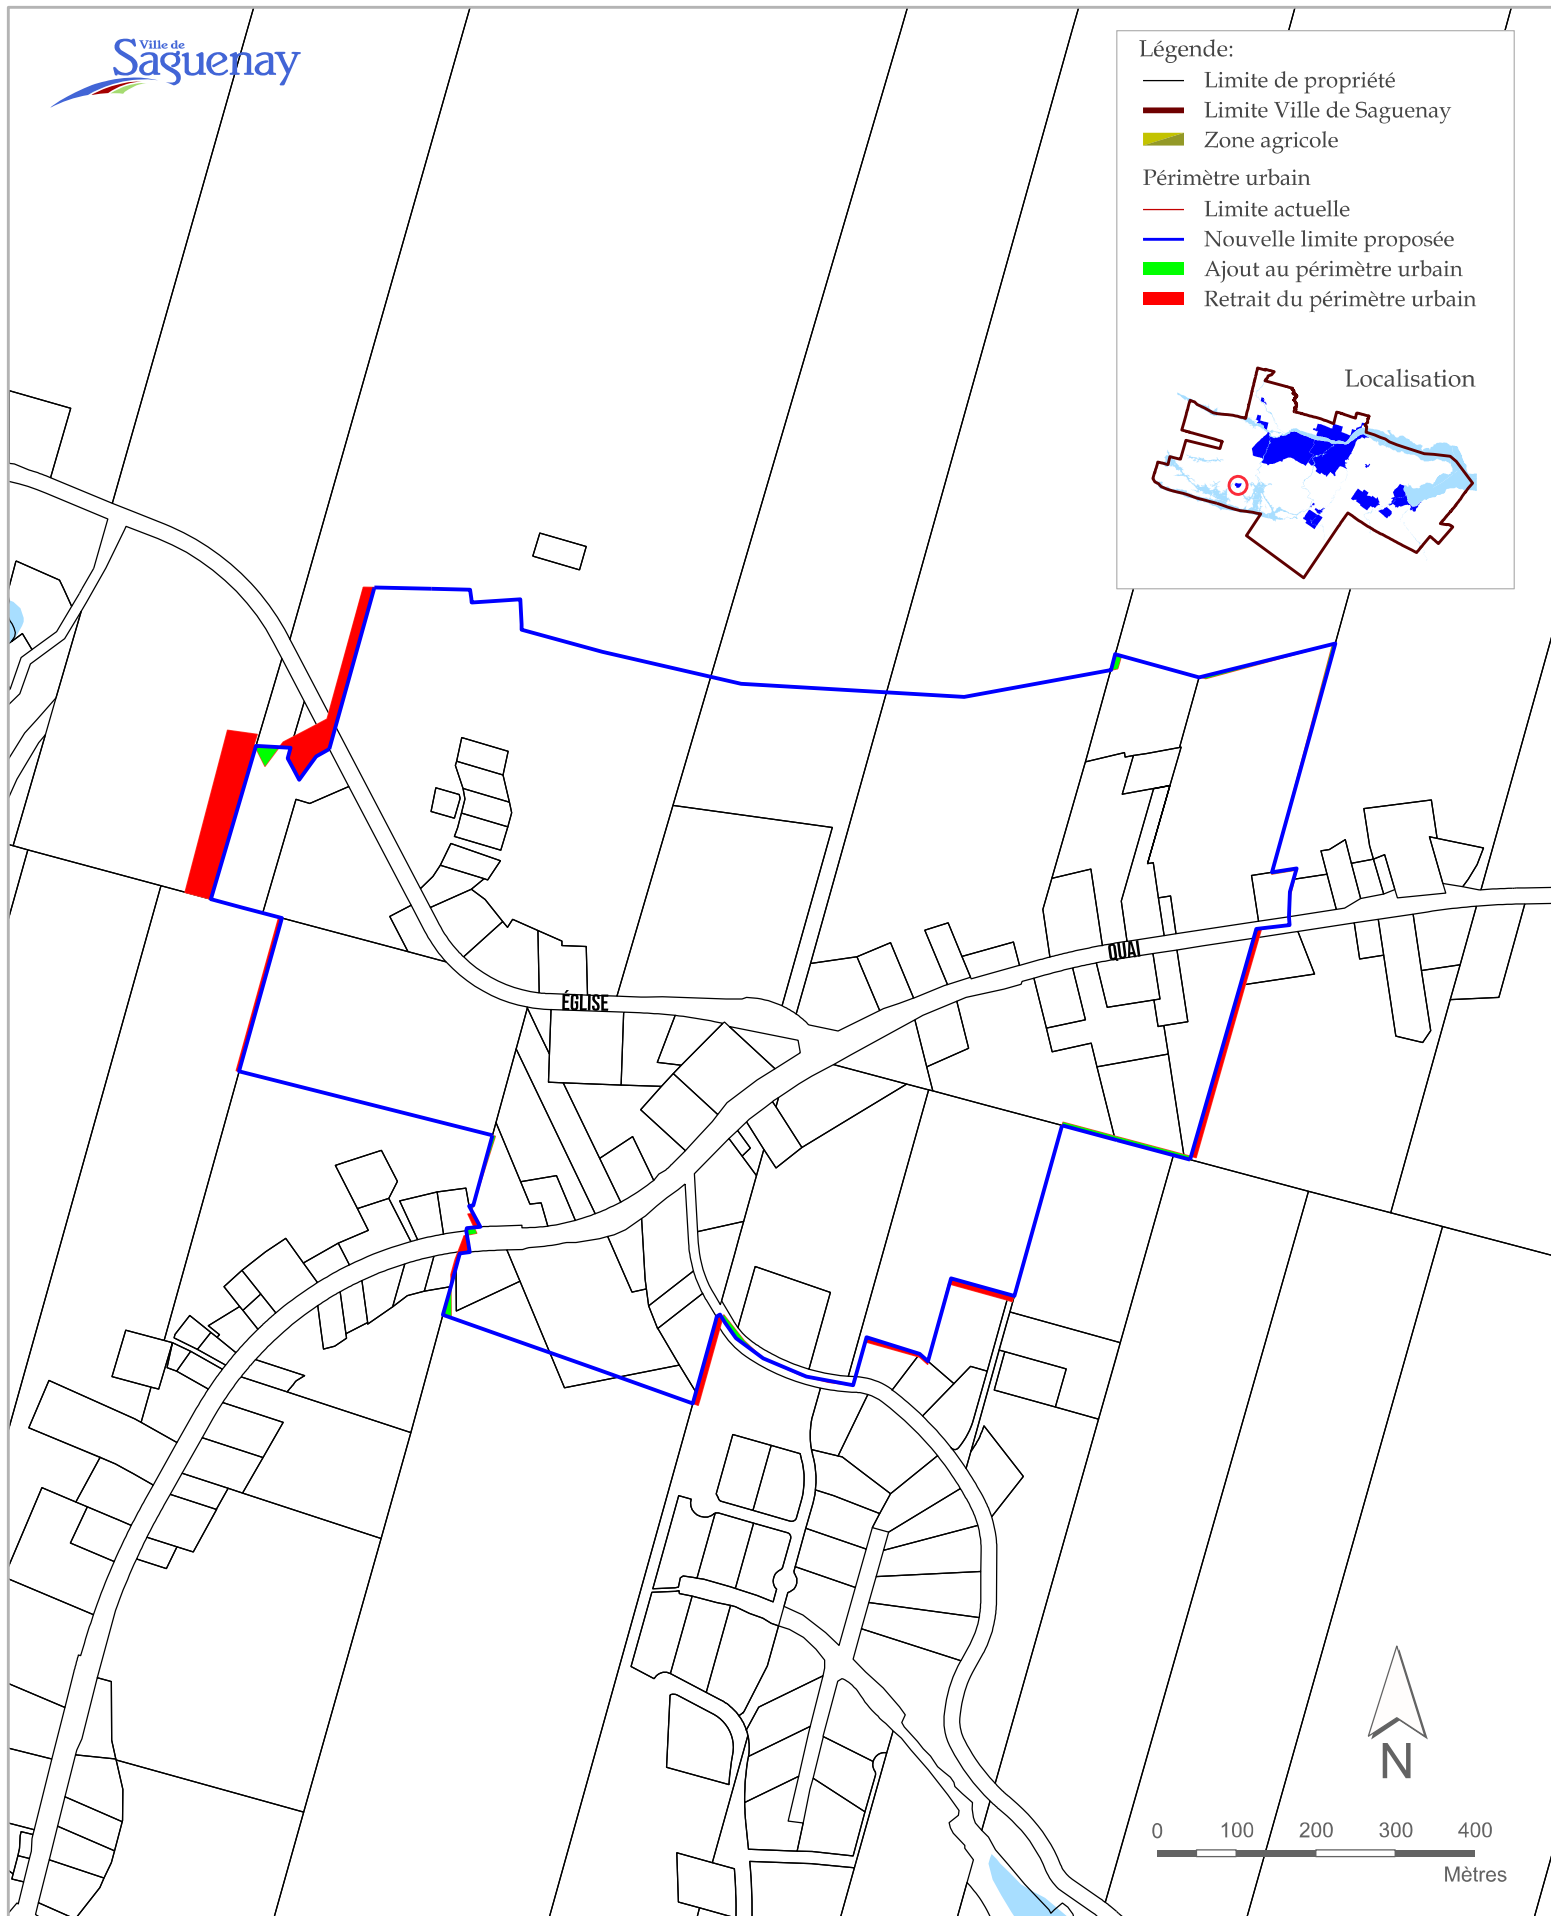 Ville de
Saguenay
Légende:
Limite de propriété
Limite Ville de Saguenay
Zone agricole
Périmètre urbain
Limite actuelle
Nouvelle limite proposée
Ajout au périmètre urbain
Retrait du périmètre urbain
Localisation
QUAI
ÉGLISE
N
0 100 200 300 400
Mètres